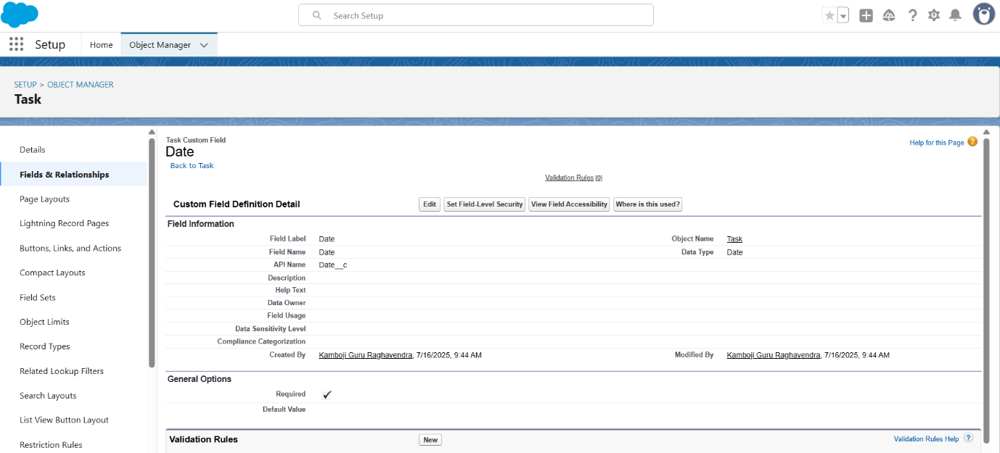 Search Setup
Setup
Home
Object Manager
SETUP > OBJECT MANAGER
Task
Details
Fields & Relationships
Page Layouts
Lightning Record Pages
Buttons, Links, and Actions
Compact Layouts
Field Sets
Object Limits
Record Types
Related Lookup Filters
Search Layouts
List View Button Layout
Restriction Rules
Task Custom Field
Date
Back to Task
Help for this Page ?
Validation Rules [0]
Custom Field Definition Detail Edit Set Field-Level Security View Field Accessibility Where is this used?
Field Information
Field Label Date Object Name Task
Field Name Date Data Type Date
API Name Date__c
Description
Help Text
Data Owner
Field Usage
Data Sensitivity Level
Compliance Categorization
Created By Kamboji Guru Raghavendra, 7/16/2025, 9:44 AM Modified By Kamboji Guru Raghavendra, 7/16/2025, 9:44 AM
General Options
Required ✓
Default Value
Validation Rules New Validation Rules Help ?